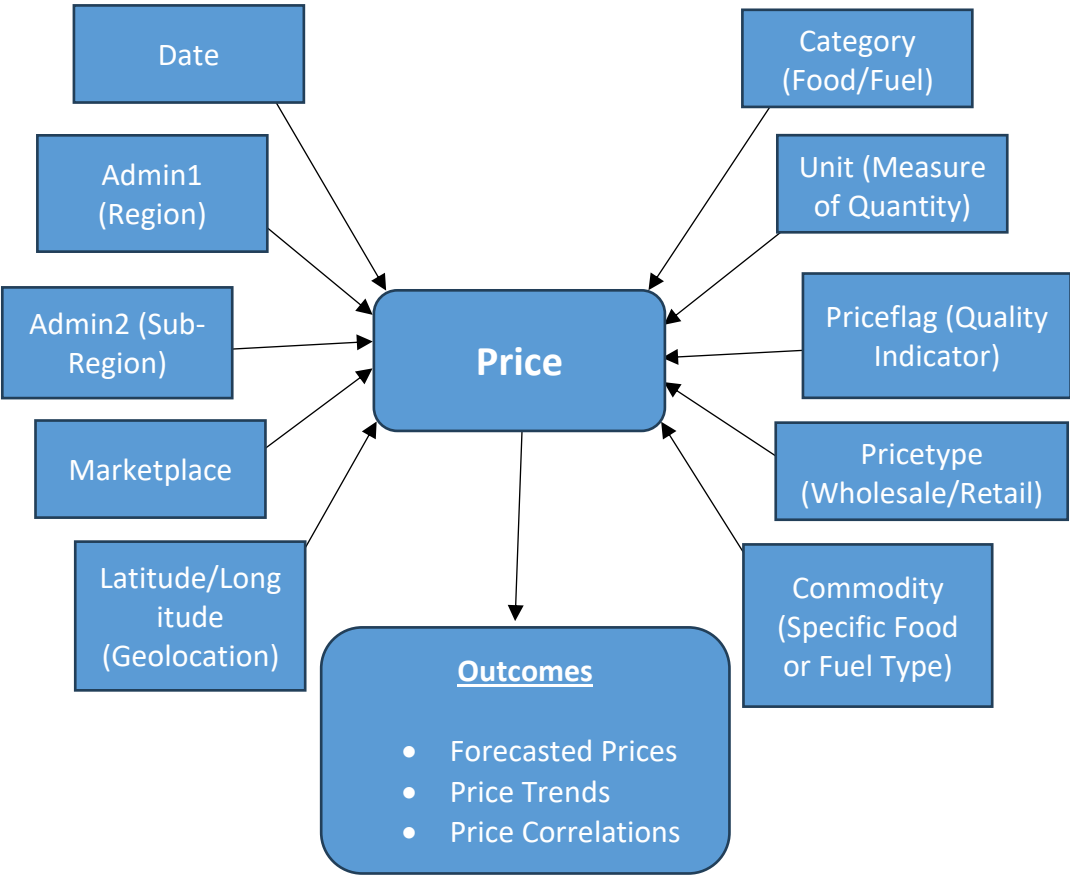 Date
Admin1
(Region)
Admin2 (Sub-
Region)
Marketplace
Latitude/Long
itude
(Geolocation)
Category
(Food/Fuel)
Unit (Measure
of Quantity)
Priceflag (Quality
Indicator)
Pricetype
(Wholesale/Retail)
Commodity
(Specific Food
or Fuel Type)
Price
Outcomes
• Forecasted Prices
• Price Trends
• Price Correlations